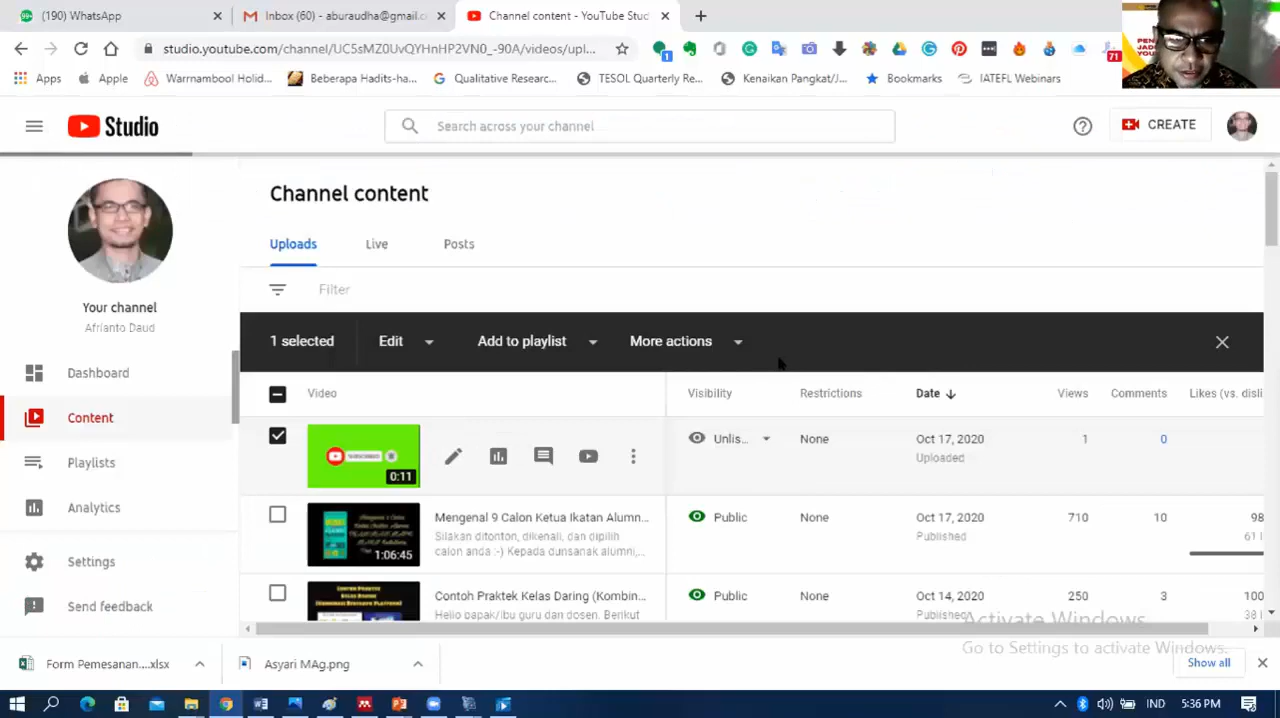 (190) WhatsApp
Inbox (60) - aburaudha@gmail.c
Channel content - YouTube Stud
studio.youtube.com/channel/UC5sMZ0UvQYHnHP2VN0_-90A/videos/upl...
1
71
Apps
Apple
Warrnambool Holid...
Beberapa Hadits-ha...
Qualitative Researc...
TESOL Quarterly Re...
Kenaikan Pangkat/J...
Bookmarks
IATEFL Webinars
Studio
Search across your channel
CREATE
Your channel
Afrianto Daud
Dashboard
Content
Playlists
Analytics
Settings
Send feedback
Channel content
Uploads
Live
Posts
Filter
1 selected
Edit
Add to playlist
More actions
Video
Visibility
Restrictions
Date
Views
Comments
Likes (vs. disli
0:11
Unlis...
None
Oct 17, 2020
Uploaded
1
0
1:06:45
Mengenal 9 Calon Ketua Ikatan Alumn...
Silakan ditonton, dikenali, dan dipilih
calon anda :-) Kepada dunsanak alumni,...
Public
None
Oct 17, 2020
Published
710
10
98
61 l
Contoh Praktek Kelas Daring (Kombin...
Hello bapak/ibu guru dan dosen. Berikut
Public
None
Oct 14, 2020
Published
250
3
100
38 l
Activate Windows
Go to Settings to activate Windows.
Form Pemesanan....xlsx
Asyari MAg.png
Show all
IND
5:36 PM